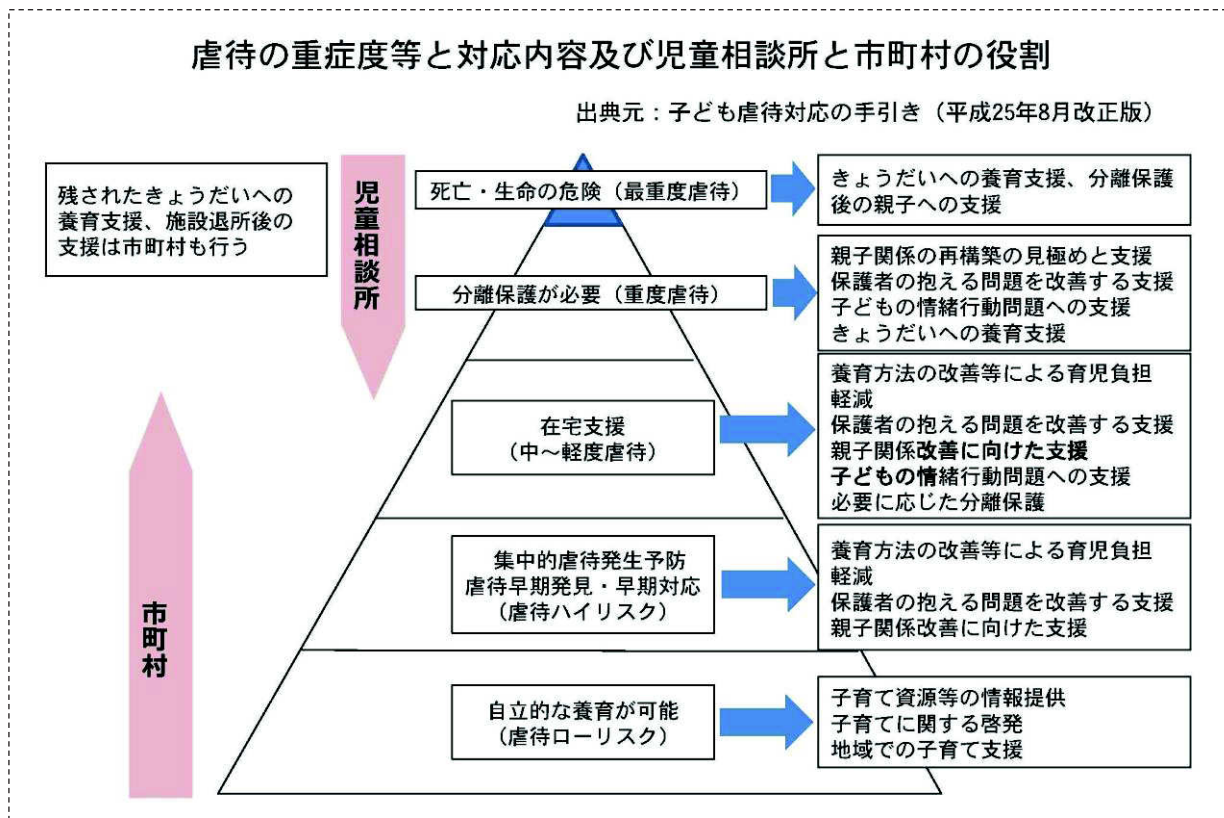 虐待の重症度等と対応内容及び児童相談所と市町村の役割
出典元：子ども虐待対応の手引き（平成25年8月改正版）
残されたきょうだいへの
養育支援、施設退所後の
支援は市町村も行う
児童相談所
死亡・生命の危険（最重度虐待）
きょうだいへの養育支援、分離保護
後の親子への支援
分離保護が必要（重度虐待）
親子関係の再構築の見極めと支援
保護者の抱える問題を改善する支援
子どもの情緒行動問題への支援
きょうだいへの養育支援
在宅支援
（中～軽度虐待）
養育方法の改善等による育児負担
軽減
保護者の抱える問題を改善する支援
親子関係改善に向けた支援
子どもの情緒行動問題への支援
必要に応じた分離保護
市町村
集中的虐待発生予防
虐待早期発見・早期対応
（虐待ハイリスク）
養育方法の改善等による育児負担
軽減
保護者の抱える問題を改善する支援
親子関係改善に向けた支援
自立的な養育が可能
（虐待ローリスク）
子育て資源等の情報提供
子育てに関する啓発
地域での子育て支援